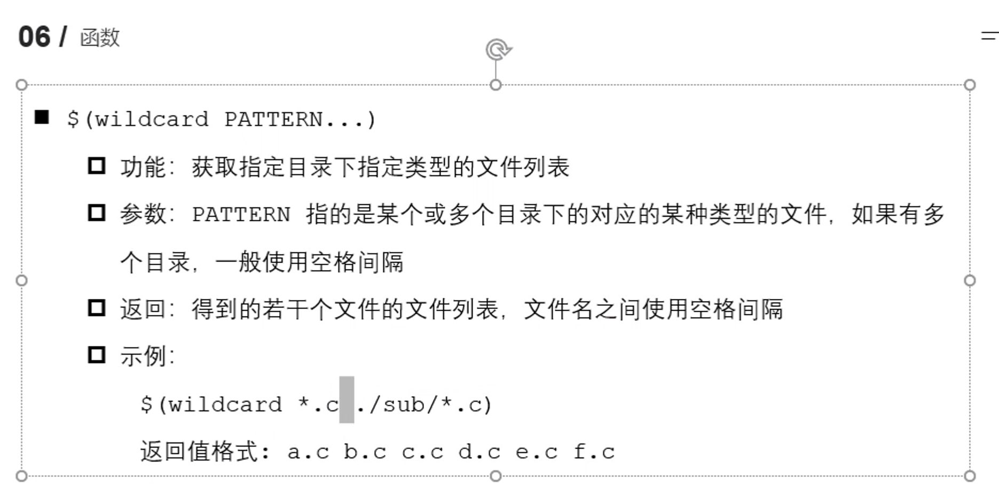 06 / 函数
$(wildcard PATTERN...)
功能：获取指定目录下指定类型的文件列表
参数：PATTERN 指的是某个或多个目录下的对应的某种类型的文件，如果有多
个目录，一般使用空格间隔
返回：得到的若干个文件的文件列表，文件名之间使用空格间隔
示例：
$(wildcard *.c ./sub/*.c)
返回值格式: a.c b.c c.c d.c e.c f.c